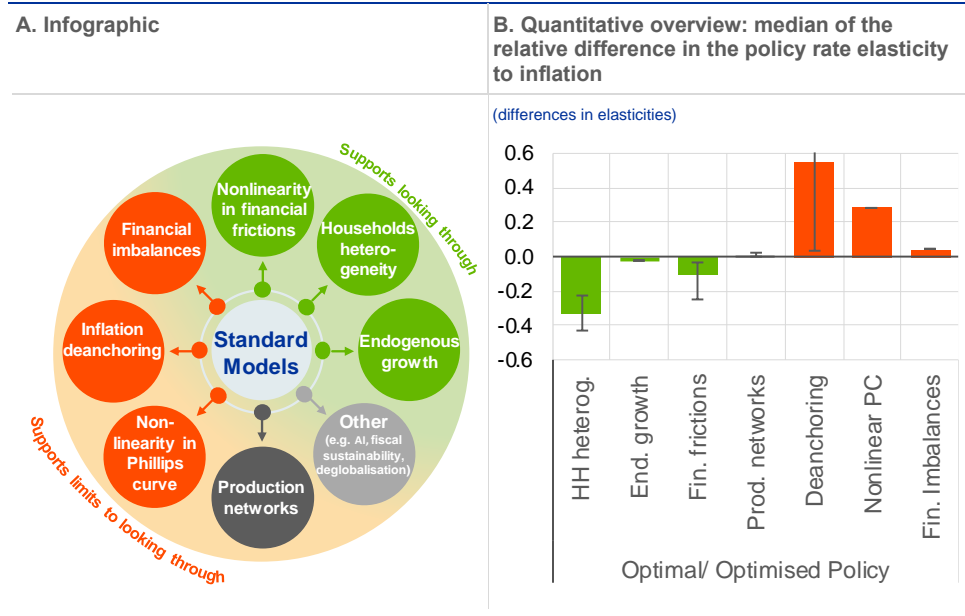 A. Infographic
B. Quantitative overview: median of the
relative difference in the policy rate elasticity
to inflation
Supports looking through
Nonlinearity
in financial
frictions
Financial
imbalances
Households
hetero-
geneity
Inflation
deanchoring
Standard
Models
Endogenous
growth
Non-
linearity in
Phillips
curve
Other
(e.g. AI, fiscal
sustainability,
deglobalisation)
Production
networks
Supports limits to looking through
(differences in elasticities)
0.6
0.4
0.2
0.0
-0.2
-0.4
-0.6
HH heterog.
End. growth
Fin. frictions
Prod. networks
Deanchoring
Nonlinear PC
Fin. Imbalances
Optimal/ Optimised Policy